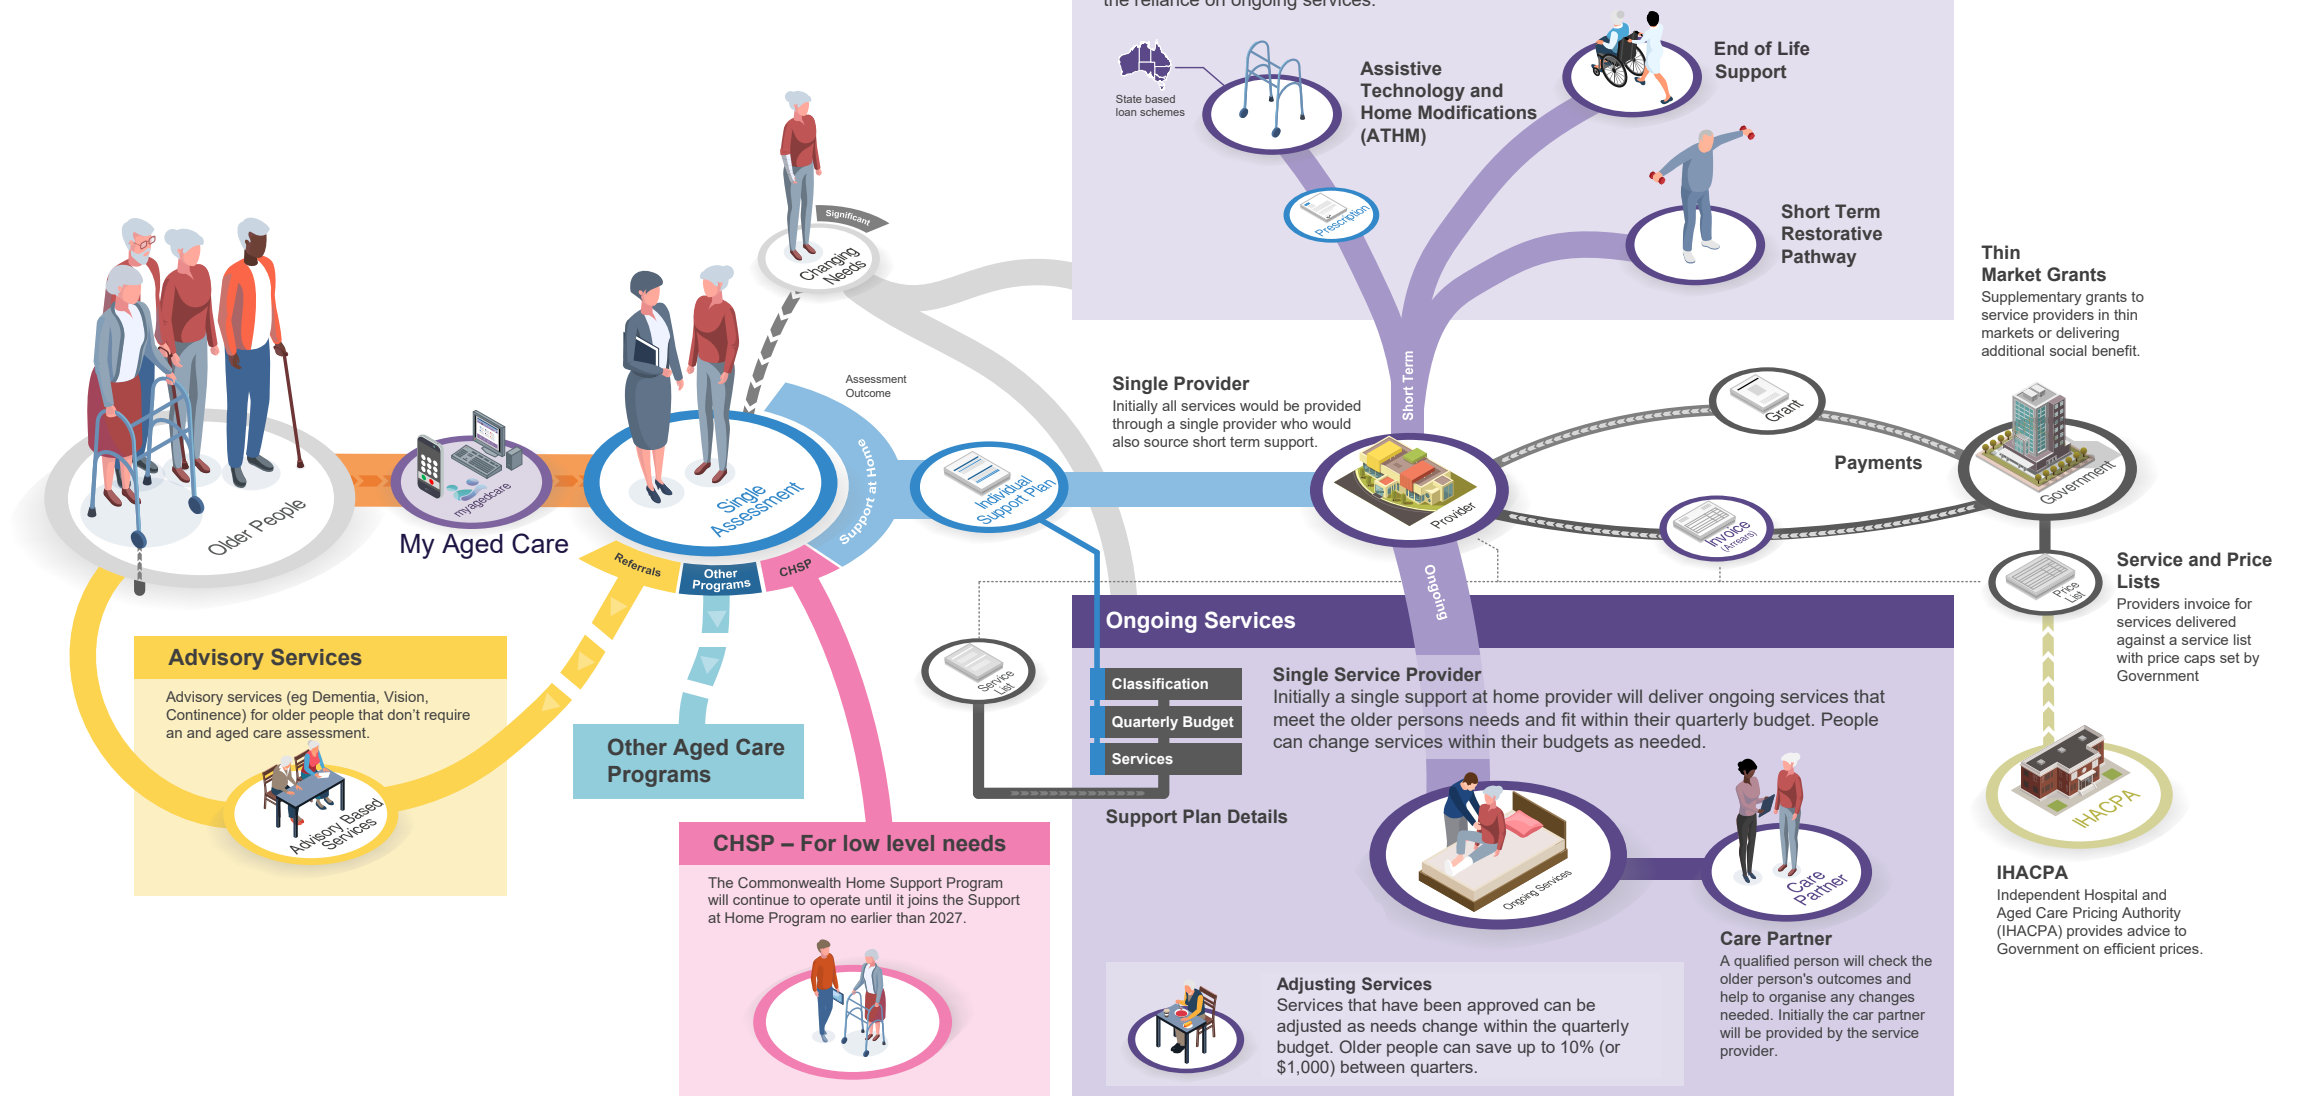 the reliance on ongoing services.
State based
loan schemes
Assistive
Technology and
Home Modifications
(ATHM)
End of Life
Support
Prescription
Short Term
Restorative
Pathway
Significant
Changing
Needs
Thin
Market Grants
Supplementary grants to
service providers in thin
markets or delivering
additional social benefit.
Older People
myagedcare
My Aged Care
Single
Assessment
Assessment
Outcome
Support at Home
Referrals
Other
Programs
CHSP
Individual
Support Plan
Single Provider
Initially all services would be provided
through a single provider who would
also source short term support.
Short Term
Provider
Ongoing
Grant
Payments
Invoice
(Arrears)
Government
Price
List
Service and Price
Lists
Providers invoice for
services delivered
against a service list
with price caps set by
Government
Advisory Services
Advisory services (eg Dementia, Vision,
Continence) for older people that don't require
an and aged care assessment.
Advisory Based
Services
Other Aged Care
Programs
CHSP – For low level needs
The Commonwealth Home Support Program
will continue to operate until it joins the Support
at Home Program no earlier than 2027.
Service
List
Ongoing Services
Classification
Quarterly Budget
Services
Support Plan Details
Single Service Provider
Initially a single support at home provider will deliver ongoing services that
meet the older persons needs and fit within their quarterly budget. People
can change services within their budgets as needed.
Ongoing Services
Care
Partner
Care Partner
A qualified person will check the
older person's outcomes and
help to organise any changes
needed. Initially the car partner
will be provided by the service
provider.
Adjusting Services
Services that have been approved can be
adjusted as needs change within the quarterly
budget. Older people can save up to 10% (or
$1,000) between quarters.
IHACPA
IHACPA
Independent Hospital and
Aged Care Pricing Authority
(IHACPA) provides advice to
Government on efficient prices.